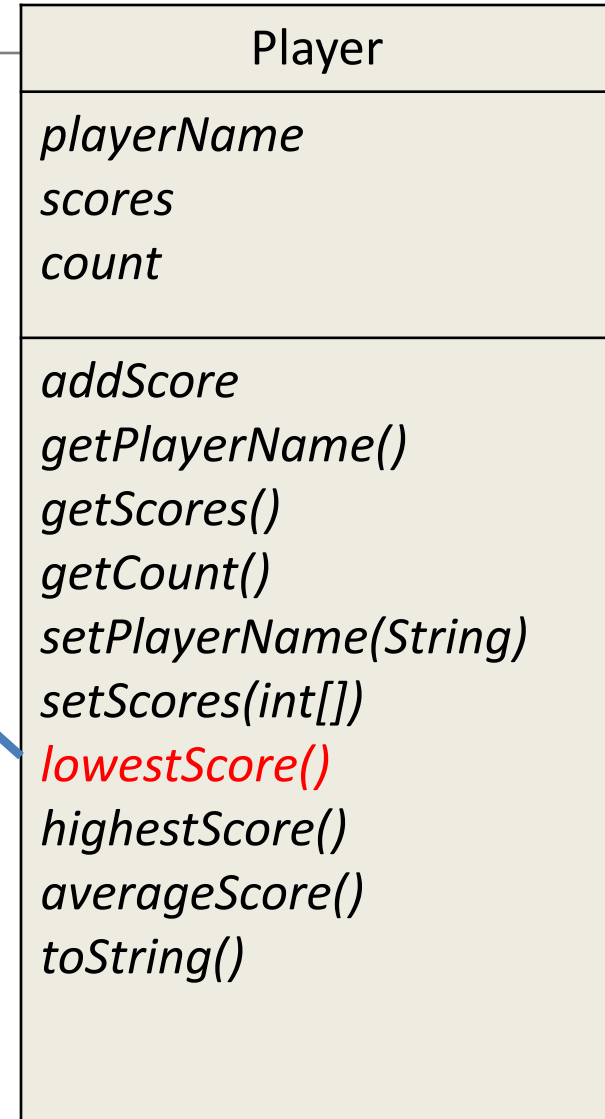 Player
playerName
scores
count
addScore
getPlayerName()
getScores()
getCount()
setPlayerName(String)
setScores(int[])
lowestScore()
highestScore()
averageScore()
toString()